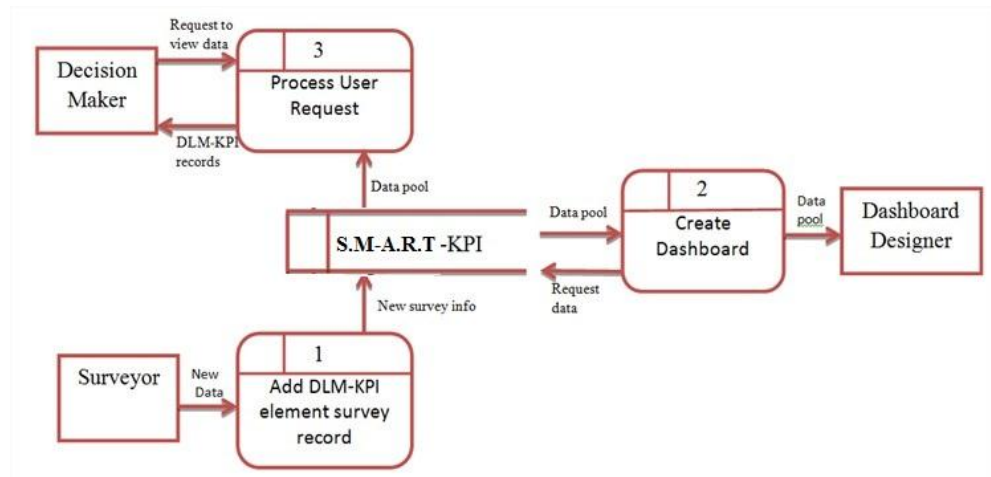 Request to
view data
3
Decision
Maker
Process User
Request
DLM-KPI
records
Data pool
2
Data pool
Create
Dashboard
Data
pool
Dashboard
Designer
S.M-A.R.T -KPI
Request
data
New survey info
1
Surveyor
New
Data
Add DLM-KPI
element survey
record